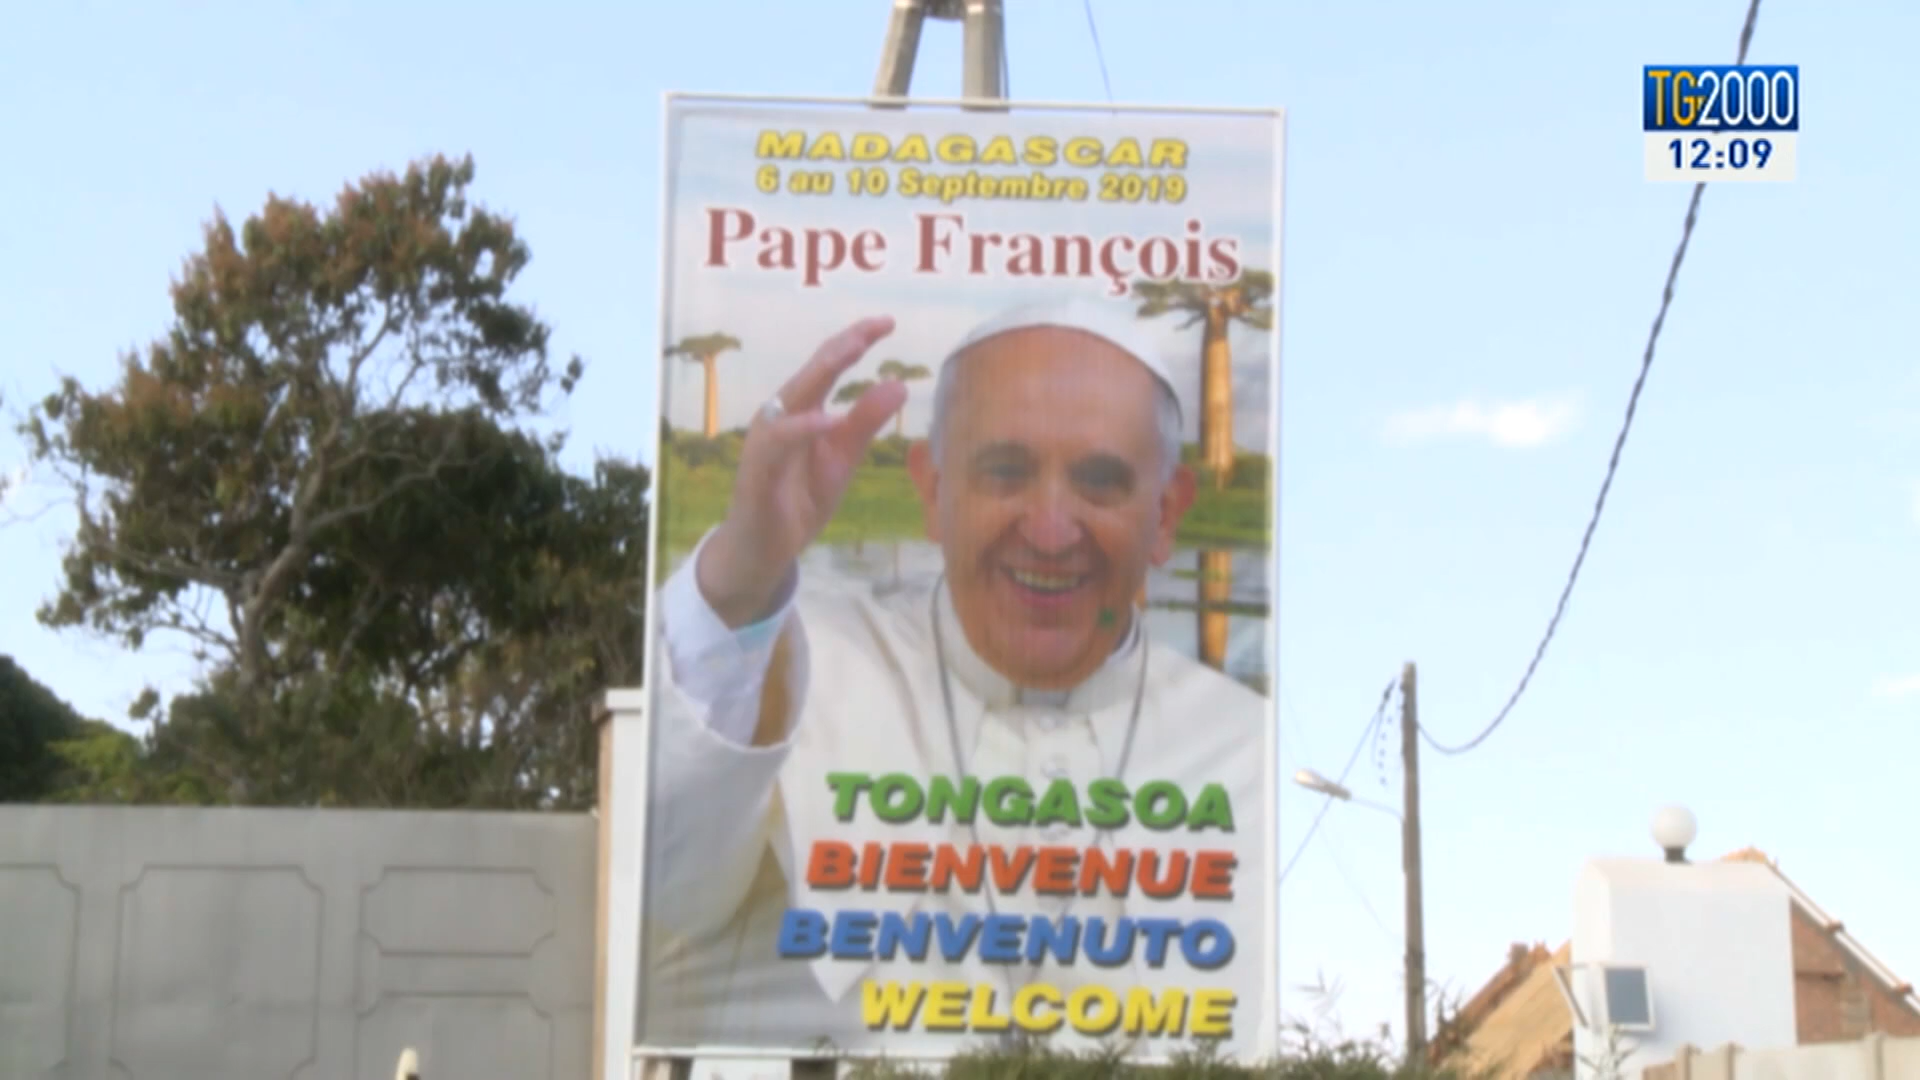 TG2000
12:09
MADAGASCAR
6 au 10 Septembre 2019
Pape François
TONGASOA
BIENVENUE
BENVENUTO
WELCOME